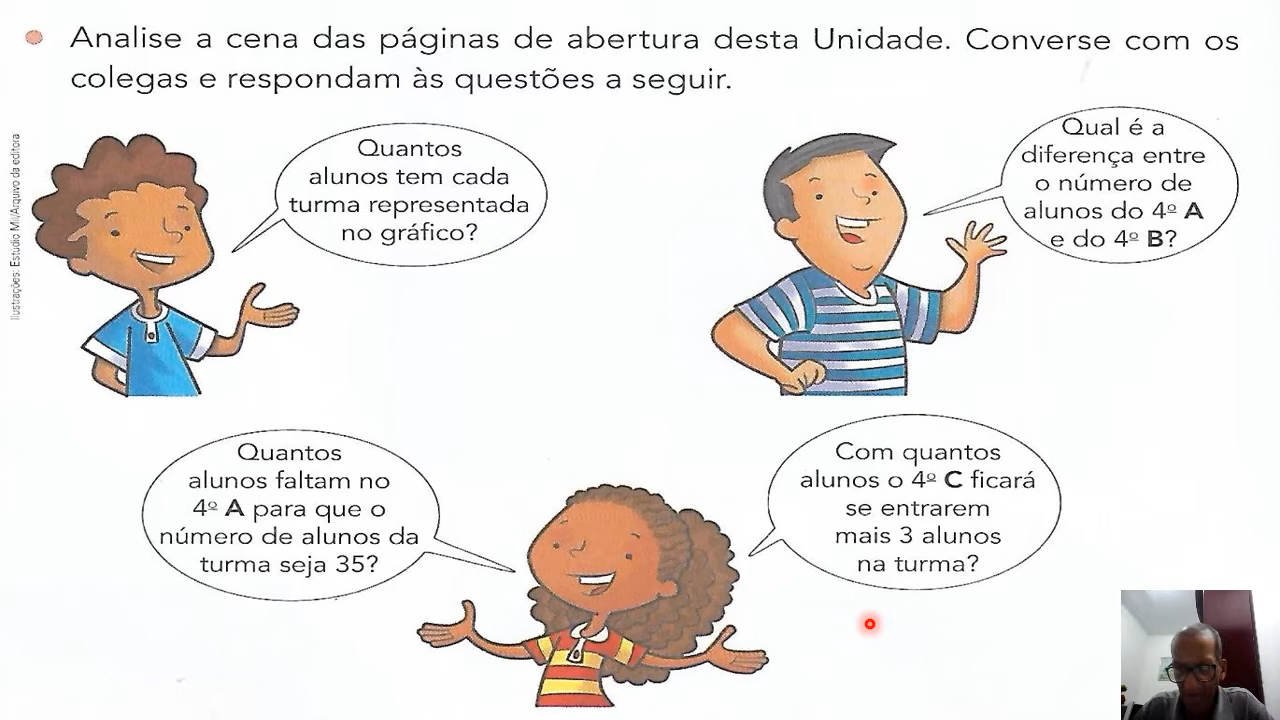 Analise a cena das páginas de abertura desta Unidade. Converse com os
colegas e respondam às questões a seguir.
Ilustrações: Estúdio Mil/Arquivo da editora
Quantos
alunos tem cada
turma representada
no gráfico?
Qual é a
diferença entre
o número de
alunos do 4º A
e do 4º B?
Quantos
alunos faltam no
4º A para que o
número de alunos da
turma seja 35?
Com quantos
alunos o 4º C ficará
se entrarem
mais 3 alunos
na turma?